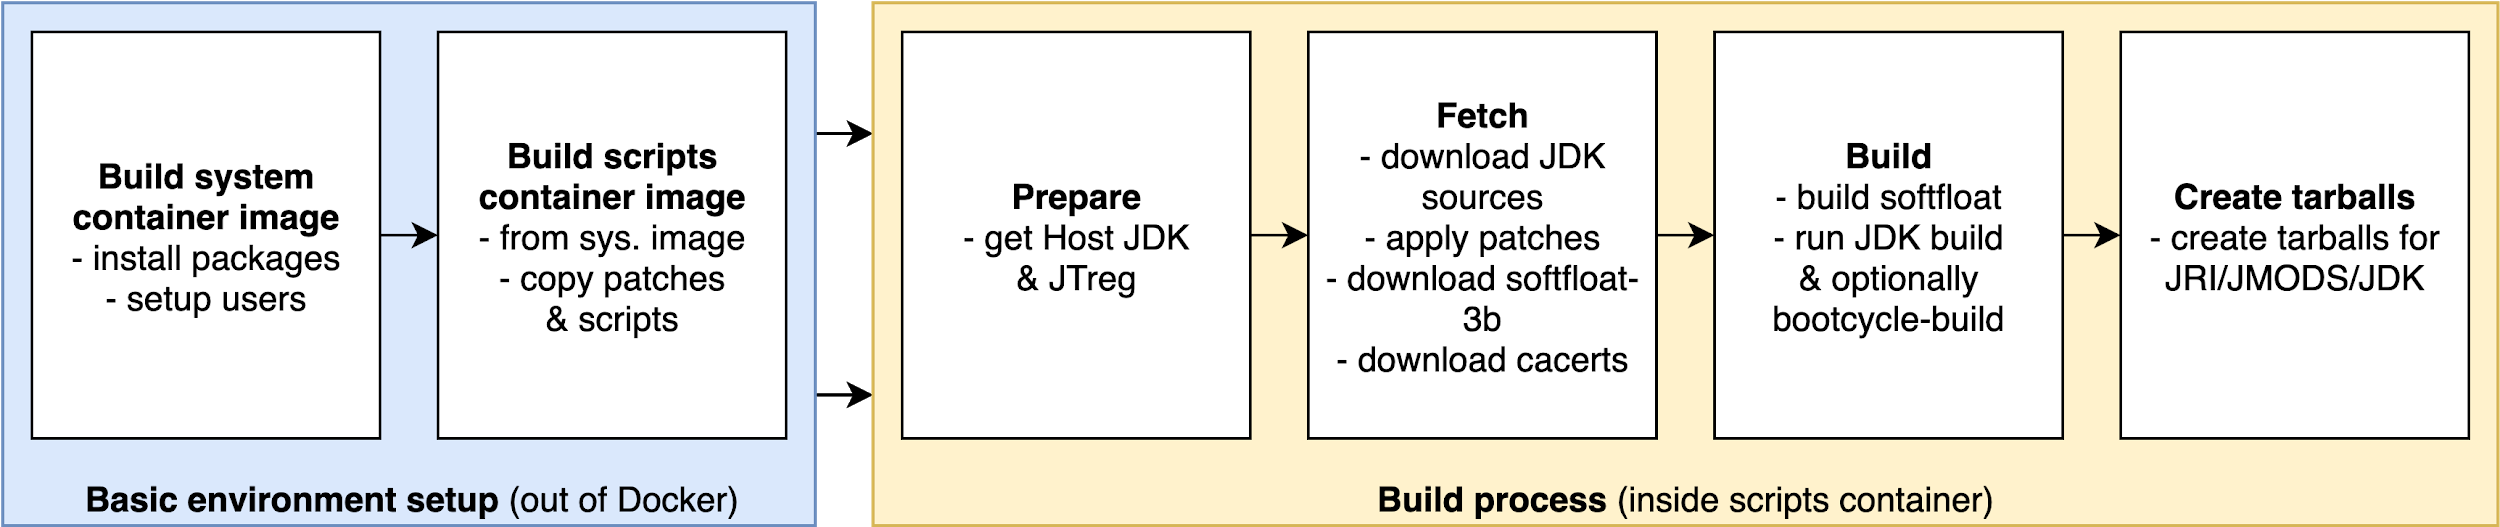 Build system
container image
- install packages
- setup users
Build scripts
container image
- from sys. image
- copy patches
& scripts
Basic environment setup (out of Docker)
Prepare
- get Host JDK
& JTreg
Fetch
- download JDK
sources
- apply patches
- download softfloat-
3b
- download cacerts
Build
- build softfloat
- run JDK build
& optionally
bootcycle-build
Create tarballs
- create tarballs for
JRI/JMODS/JDK
Build process (inside scripts container)